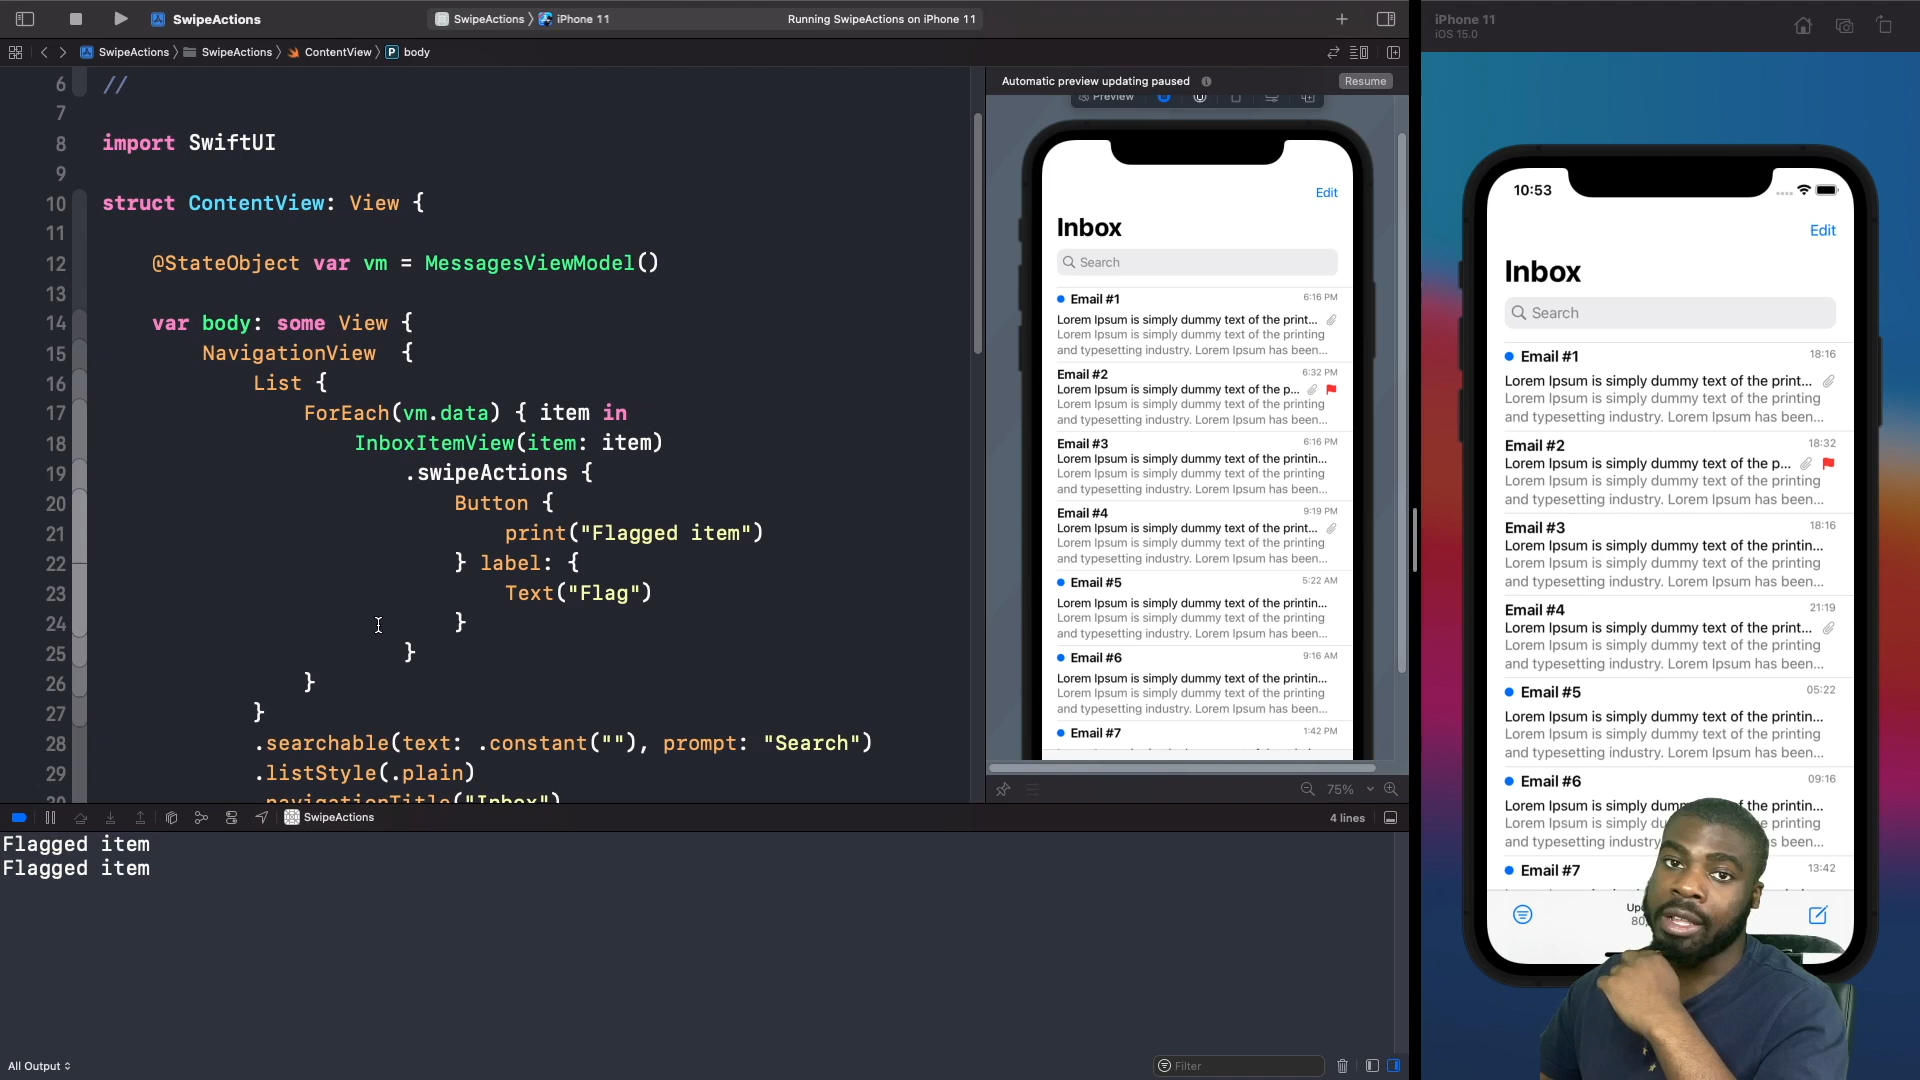 SwipeActions
SwipeActions
iPhone 11
Running SwipeActions on iPhone 11
SwipeActions
SwipeActions
ContentView
P body
6 //
7
8 import SwiftUI
9
10 struct ContentView: View {
11
12 @StateObject var vm = MessagesViewModel()
13
14 var body: some View {
15 NavigationView {
16 List {
17 ForEach(vm.data) { item in
18 InboxItemView(item: item)
19 .swipeActions {
20 Button {
21 print("Flagged item")
22 } label: {
23 Text("Flag")
24 }
25 }
26 }
27 }
28 .searchable(text: .constant(""), prompt: "Search")
29 .listStyle(.plain)
30 .navigationTitle("Inbox")
SwipeActions
4 lines
Flagged item
Flagged item
All Output
Filter
Automatic preview updating paused
Resume
Preview
Edit
Inbox
Search
Email #1 6:16 PM
Lorem Ipsum is simply dummy text of the print...
Lorem Ipsum is simply dummy text of the printing
and typesetting industry. Lorem Ipsum has been...
Email #2 6:32 PM
Lorem Ipsum is simply dummy text of the p...
Lorem Ipsum is simply dummy text of the printing
and typesetting industry. Lorem Ipsum has been...
Email #3 6:16 PM
Lorem Ipsum is simply dummy text of the printin...
Lorem Ipsum is simply dummy text of the printing
and typesetting industry. Lorem Ipsum has been...
Email #4 9:19 PM
Lorem Ipsum is simply dummy text of the print...
Lorem Ipsum is simply dummy text of the printing
and typesetting industry. Lorem Ipsum has been...
Email #5 5:22 AM
Lorem Ipsum is simply dummy text of the printin...
Lorem Ipsum is simply dummy text of the printing
and typesetting industry. Lorem Ipsum has been...
Email #6 9:16 AM
Lorem Ipsum is simply dummy text of the printin...
Lorem Ipsum is simply dummy text of the printing
and typesetting industry. Lorem Ipsum has been...
Email #7 1:42 PM
75%
iPhone 11
iOS 15.0
10:53
Edit
Inbox
Search
Email #1 18:16
Lorem Ipsum is simply dummy text of the print...
Lorem Ipsum is simply dummy text of the printing
and typesetting industry. Lorem Ipsum has been...
Email #2 18:32
Lorem Ipsum is simply dummy text of the p...
Lorem Ipsum is simply dummy text of the printing
and typesetting industry. Lorem Ipsum has been...
Email #3 18:16
Lorem Ipsum is simply dummy text of the printin...
Lorem Ipsum is simply dummy text of the printing
and typesetting industry. Lorem Ipsum has been...
Email #4 21:19
Lorem Ipsum is simply dummy text of the print...
Lorem Ipsum is simply dummy text of the printing
and typesetting industry. Lorem Ipsum has been...
Email #5 05:22
Lorem Ipsum is simply dummy text of the printin...
Lorem Ipsum is simply dummy text of the printing
and typesetting industry. Lorem Ipsum has been...
Email #6 09:16
Lorem Ipsum is simply dumm of the printin...
Lorem Ipsum is simply du e printing
and typesetting industry s been...
Email #7 13:42